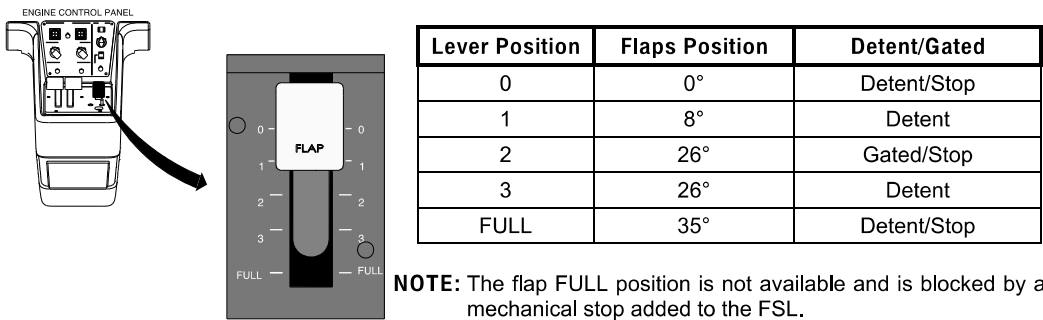 ENGINE CONTROL PANEL
0 0
FLAP
1 1
2 2
3 3
FULL FULL
Lever Position Flaps Position Detent/Gated
0 0° Detent/Stop
1 8° Detent
2 26° Gated/Stop
3 26° Detent
FULL 35° Detent/Stop
NOTE: The flap FULL position is not available and is blocked by a
mechanical stop added to the FSL.